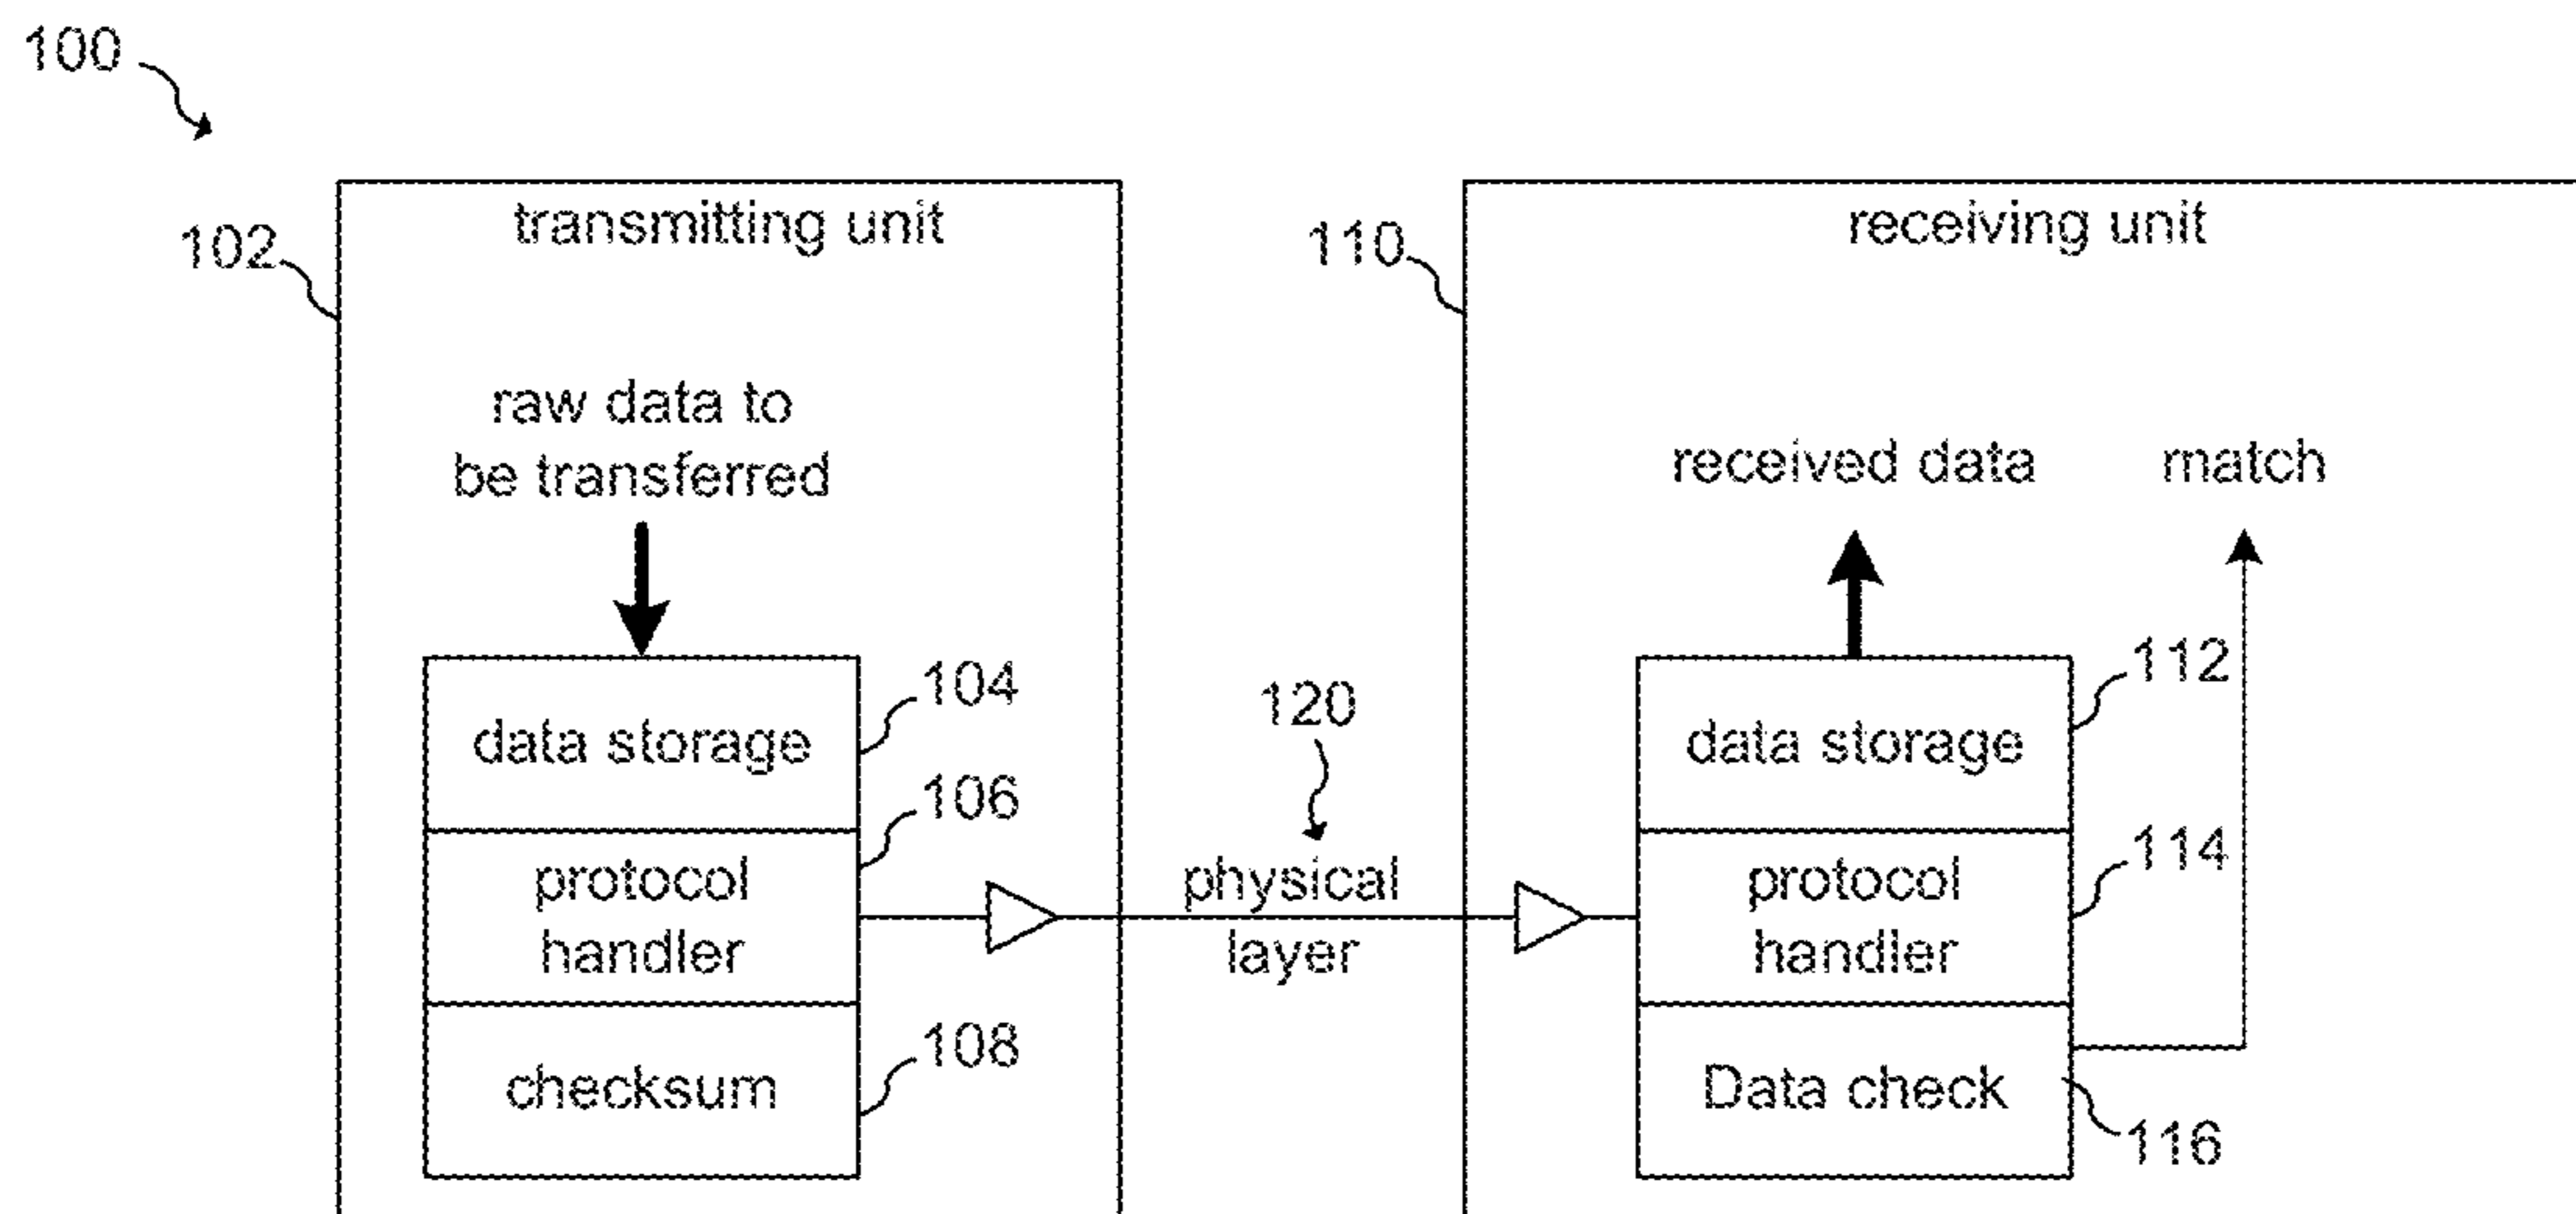 100
transmitting unit
102
raw data to
be transferred
data storage
104
protocol
handler
106
checksum
108
120
physical
layer
receiving unit
110
received data
match
data storage
112
protocol
handler
114
Data check
116